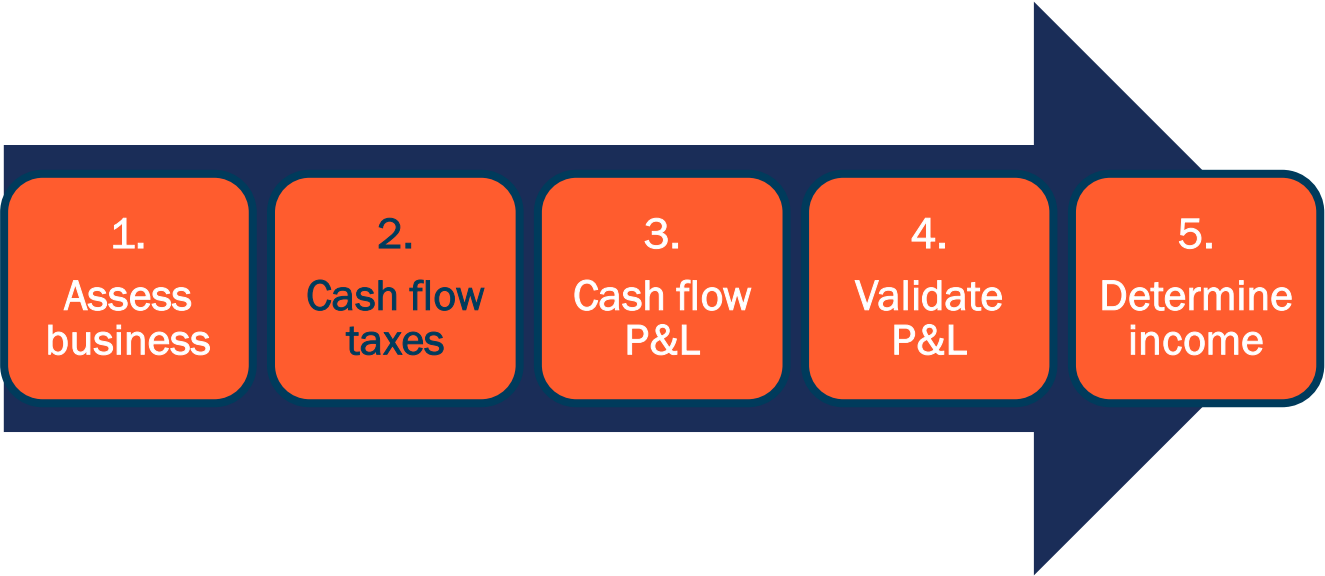 1.
Assess
business
2.
Cash flow
taxes
3.
Cash flow
P&L
4.
Validate
P&L
5.
Determine
income